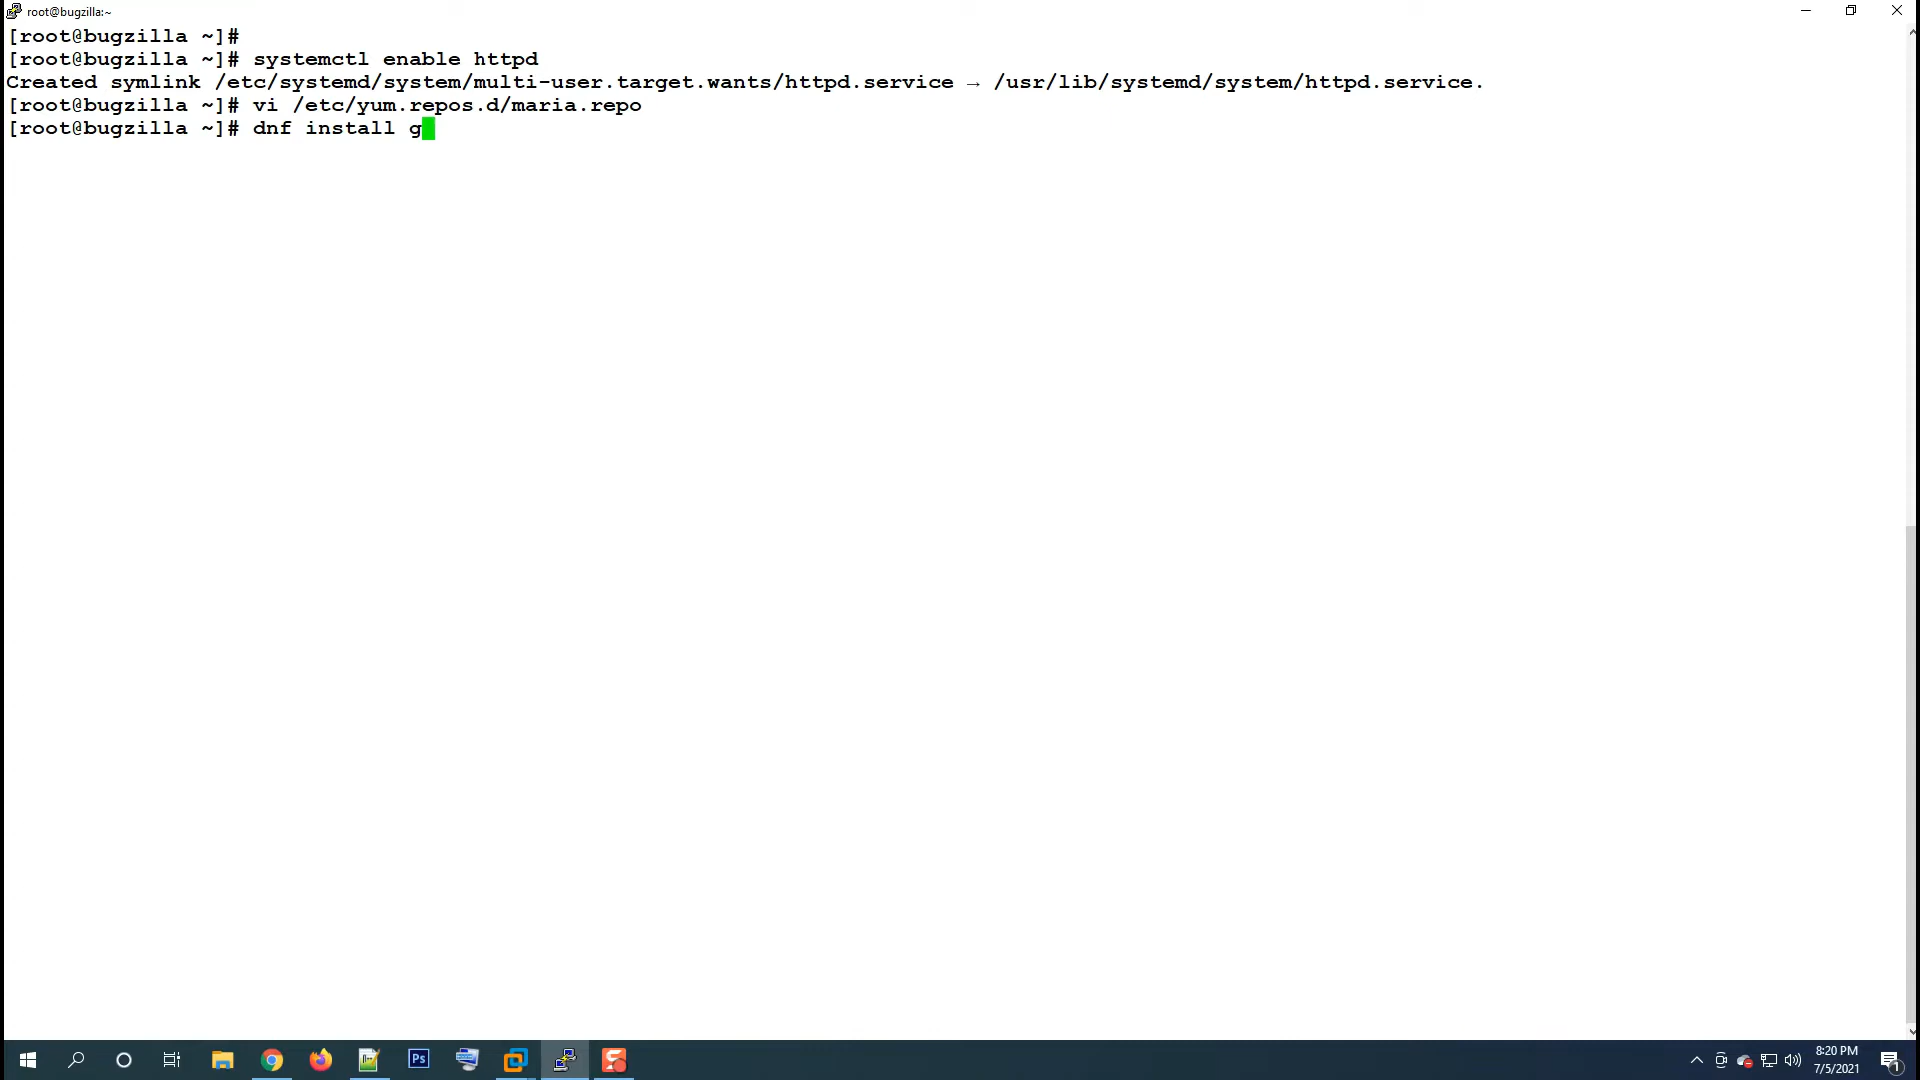 root@bugzilla:~
[root@bugzilla ~]#
[root@bugzilla ~]# systemctl enable httpd
Created symlink /etc/systemd/system/multi-user.target.wants/httpd.service → /usr/lib/systemd/system/httpd.service.
[root@bugzilla ~]# vi /etc/yum.repos.d/maria.repo
[root@bugzilla ~]# dnf install g
Ps
8:20 PM
7/5/2021
1